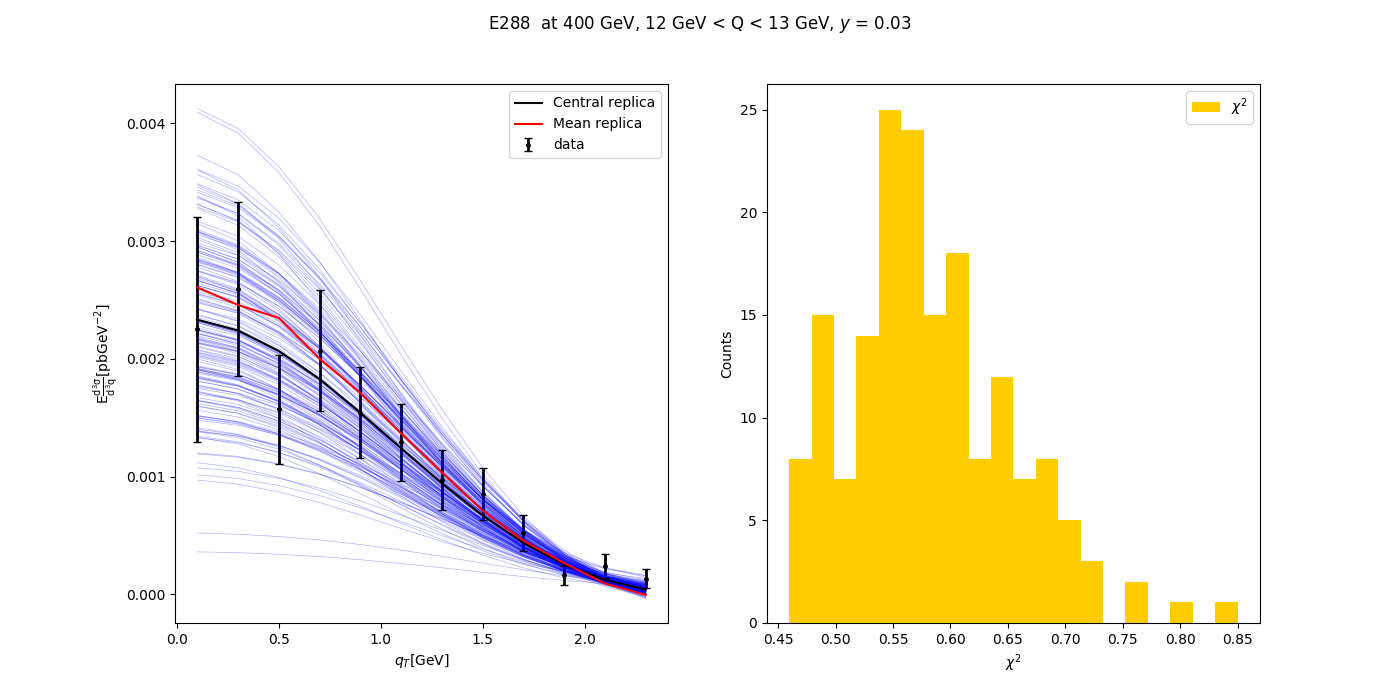 E288  at 400 GeV, 12 GeV < Q < 13 GeV, y = 0.03
Central replica
Mean replica
data
0.004
0.003
0.002
0.001
0.000
E d³σ/d³q [pbGeV⁻²]
0.0
0.5
1.0
1.5
2.0
q_T[GeV]
χ²
25
20
15
10
5
0
Counts
0.45
0.50
0.55
0.60
0.65
0.70
0.75
0.80
0.85
χ²